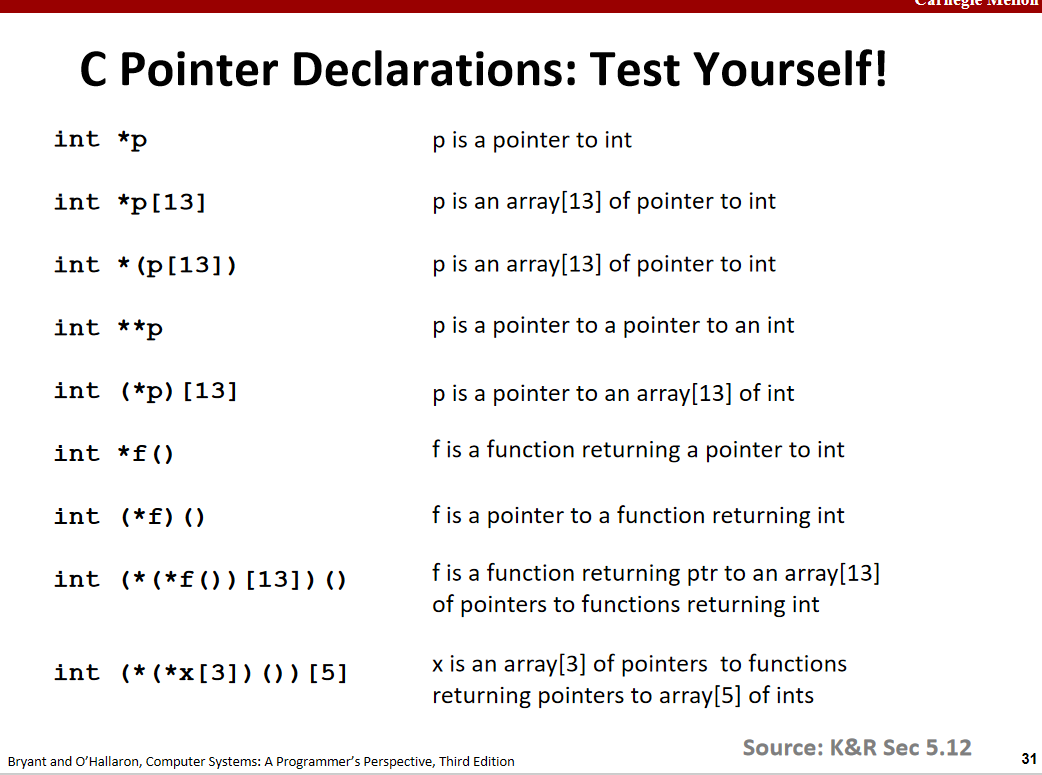 Carnegie Mellon
C Pointer Declarations: Test Yourself!
int *p p is a pointer to int
int *p[13] p is an array[13] of pointer to int
int *(p[13]) p is an array[13] of pointer to int
int **p p is a pointer to a pointer to an int
int (*p)[13] p is a pointer to an array[13] of int
int *f() f is a function returning a pointer to int
int (*f)() f is a pointer to a function returning int
int (*(*f())[13])() f is a function returning ptr to an array[13]
of pointers to functions returning int
int (*(*x[3])())[5] x is an array[3] of pointers  to functions
returning pointers to array[5] of ints
Source: K&R Sec 5.12
Bryant and O’Hallaron, Computer Systems: A Programmer’s Perspective, Third Edition 31